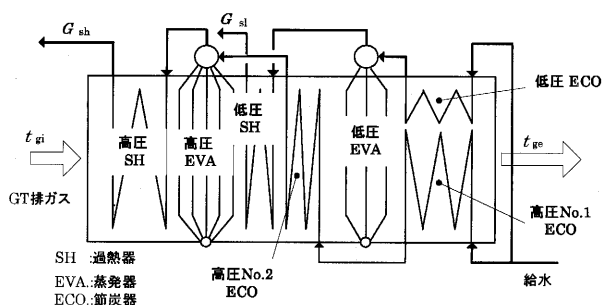 G sh
G sl
低圧 ECO
t gi
GT排ガス
高圧
SH
高圧
EVA
低圧
SH
低圧
EVA
t ge
高圧No.1
ECO
高圧No.2
ECO
給水
SH :過熱器
EVA.:蒸発器
ECO.:節炭器